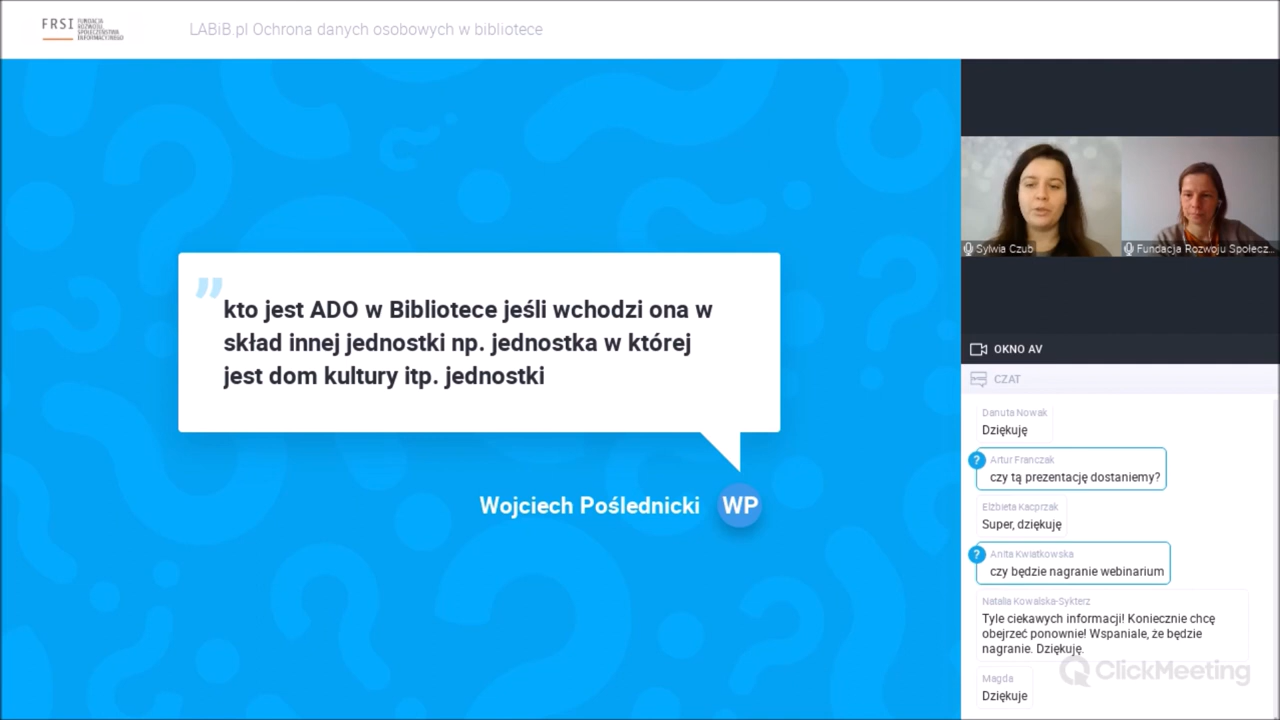 FRSI FUNDACJA
ROZWOJU
SPOŁECZEŃSTWA
INFORMACYJNEGO
LABiB.pl Ochrona danych osobowych w bibliotece
”
kto jest ADO w Bibliotece jeśli wchodzi ona w
skład innej jednostki np. jednostka w której
jest dom kultury itp. jednostki
Wojciech Poślednicki WP
Sylwia Czub
Fundacja Rozwoju Społecz...
OKNO AV
CZAT
Danuta Nowak
Dziękuję
? Artur Franczak
czy tą prezentację dostaniemy?
Elżbieta Kacprzak
Super, dziękuję
? Anita Kwiatkowska
czy będzie nagranie webinarium
Natalia Kowalska-Sykterz
Tyle ciekawych informacji! Koniecznie chcę
obejrzeć ponownie! Wspaniale, że będzie
nagranie. Dziękuję.
Magda
Dziękuje
ClickMeeting